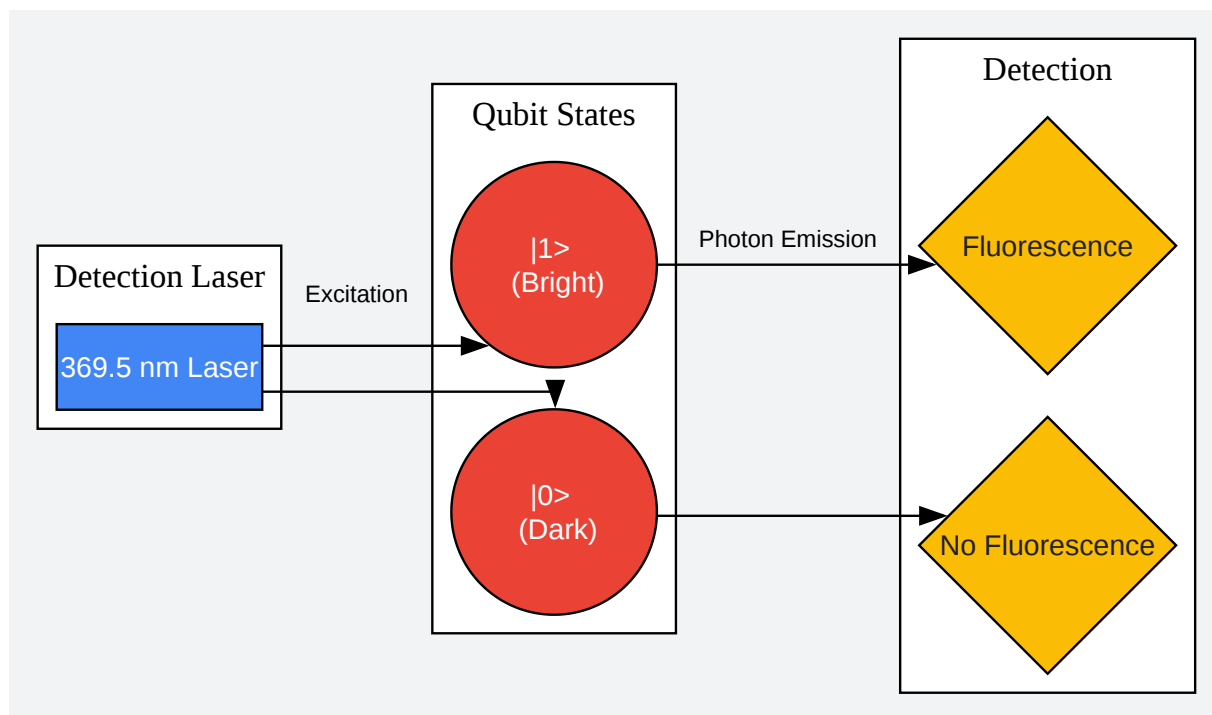 Detection Laser
369.5 nm Laser
Excitation
Qubit States
|1>
(Bright)
|0>
(Dark)
Photon Emission
Detection
Fluorescence
No Fluorescence